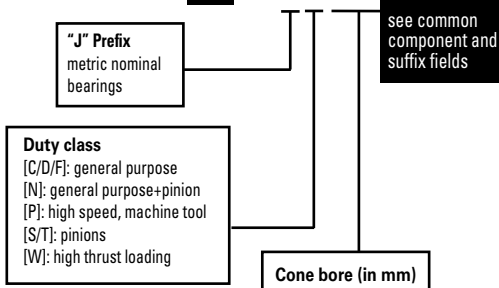 see common
component and
suffix fields
“J” Prefix
metric nominal
bearings
Duty class
[C/D/F]: general purpose
[N]: general purpose+pinion
[P]: high speed, machine tool
[S/T]: pinions
[W]: high thrust loading
Cone bore (in mm)